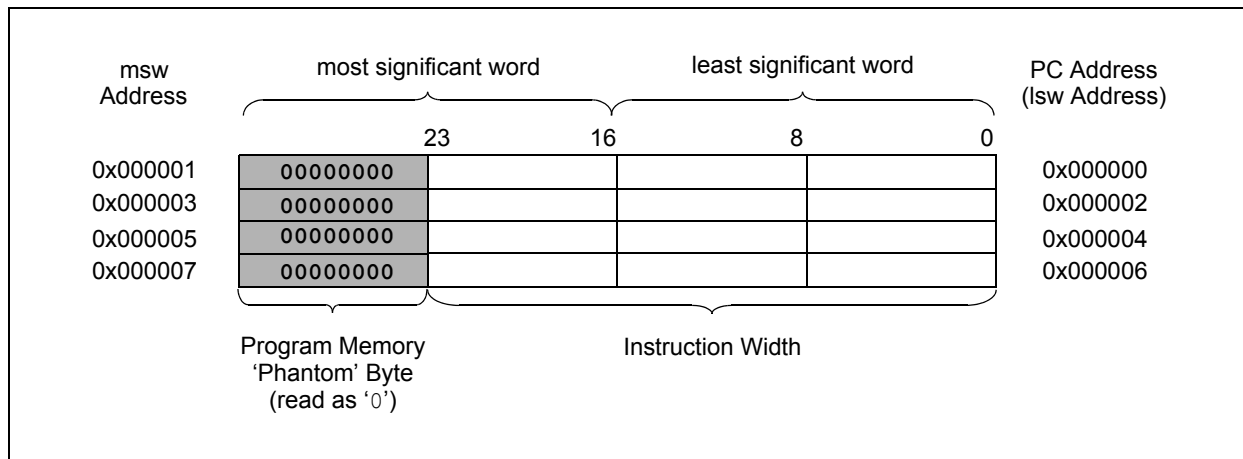 msw
Address
most significant word
least significant word
PC Address
(lsw Address)
23 16 8 0
0x000001 00000000 0x000000
0x000003 00000000 0x000002
0x000005 00000000 0x000004
0x000007 00000000 0x000006
Program Memory
‘Phantom’ Byte
(read as ‘0’)
Instruction Width